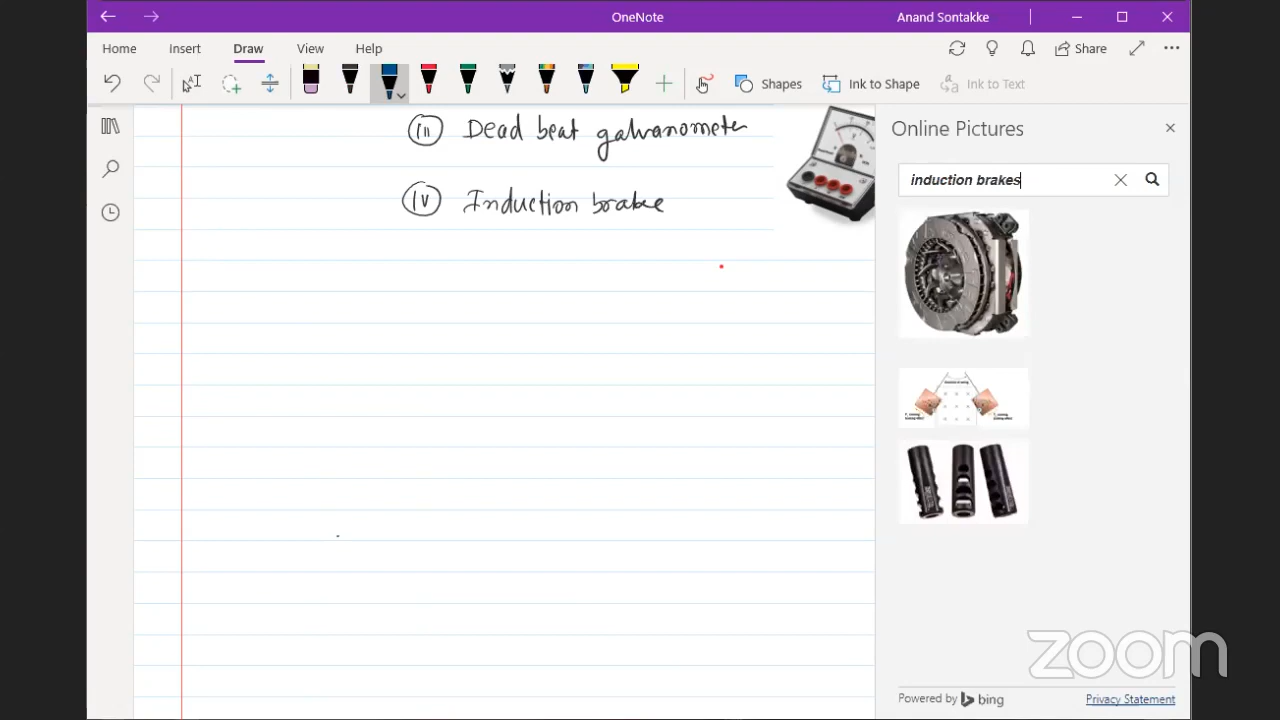 OneNote
Anand Sontakke
Home Insert Draw View Help
Share
Shapes Ink to Shape Ink to Text
(iii) Dead beat galvanometer
(iv) Induction brake
Online Pictures
induction brakes
Powered by bing
Privacy Statement
zoom